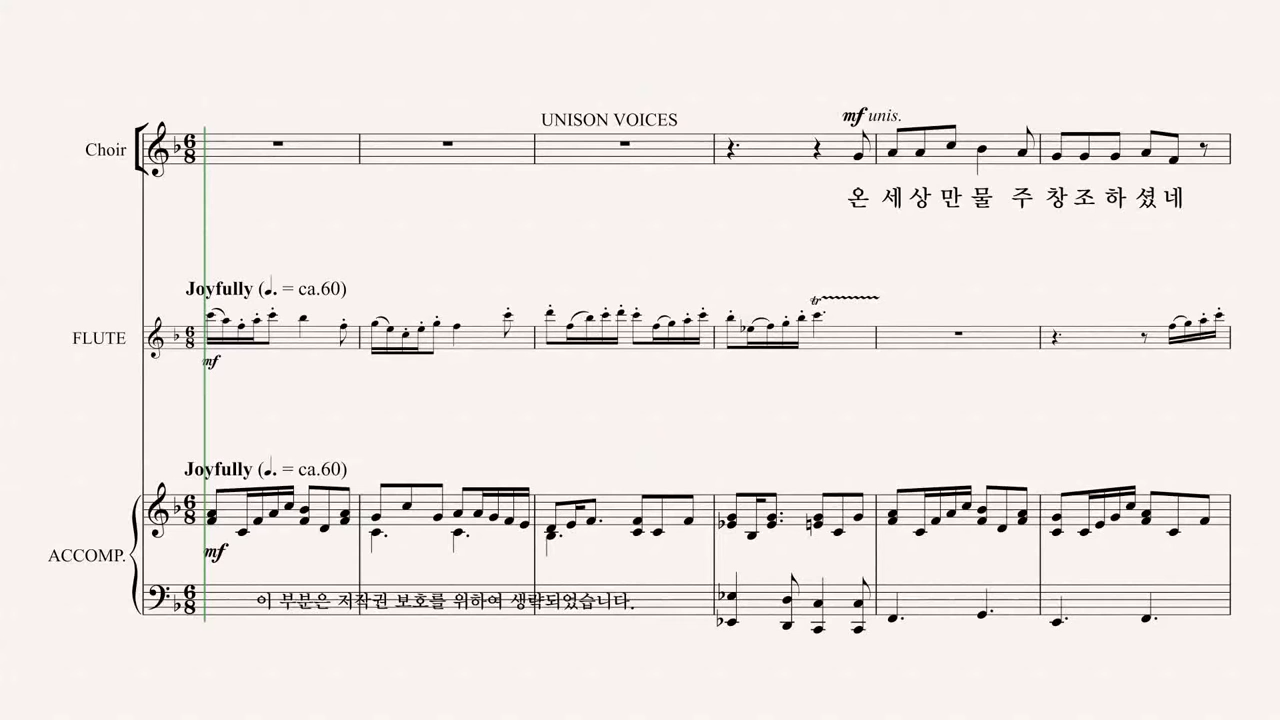 UNISON VOICES
mf unis.
Choir
온 세 상 만 물 주 창 조 하 셨 네
Joyfully (♩. = ca.60)
tr
FLUTE
mf
Joyfully (♩. = ca.60)
mf
ACCOMP.
이 부분은 저작권 보호를 위하여 생략되었습니다.